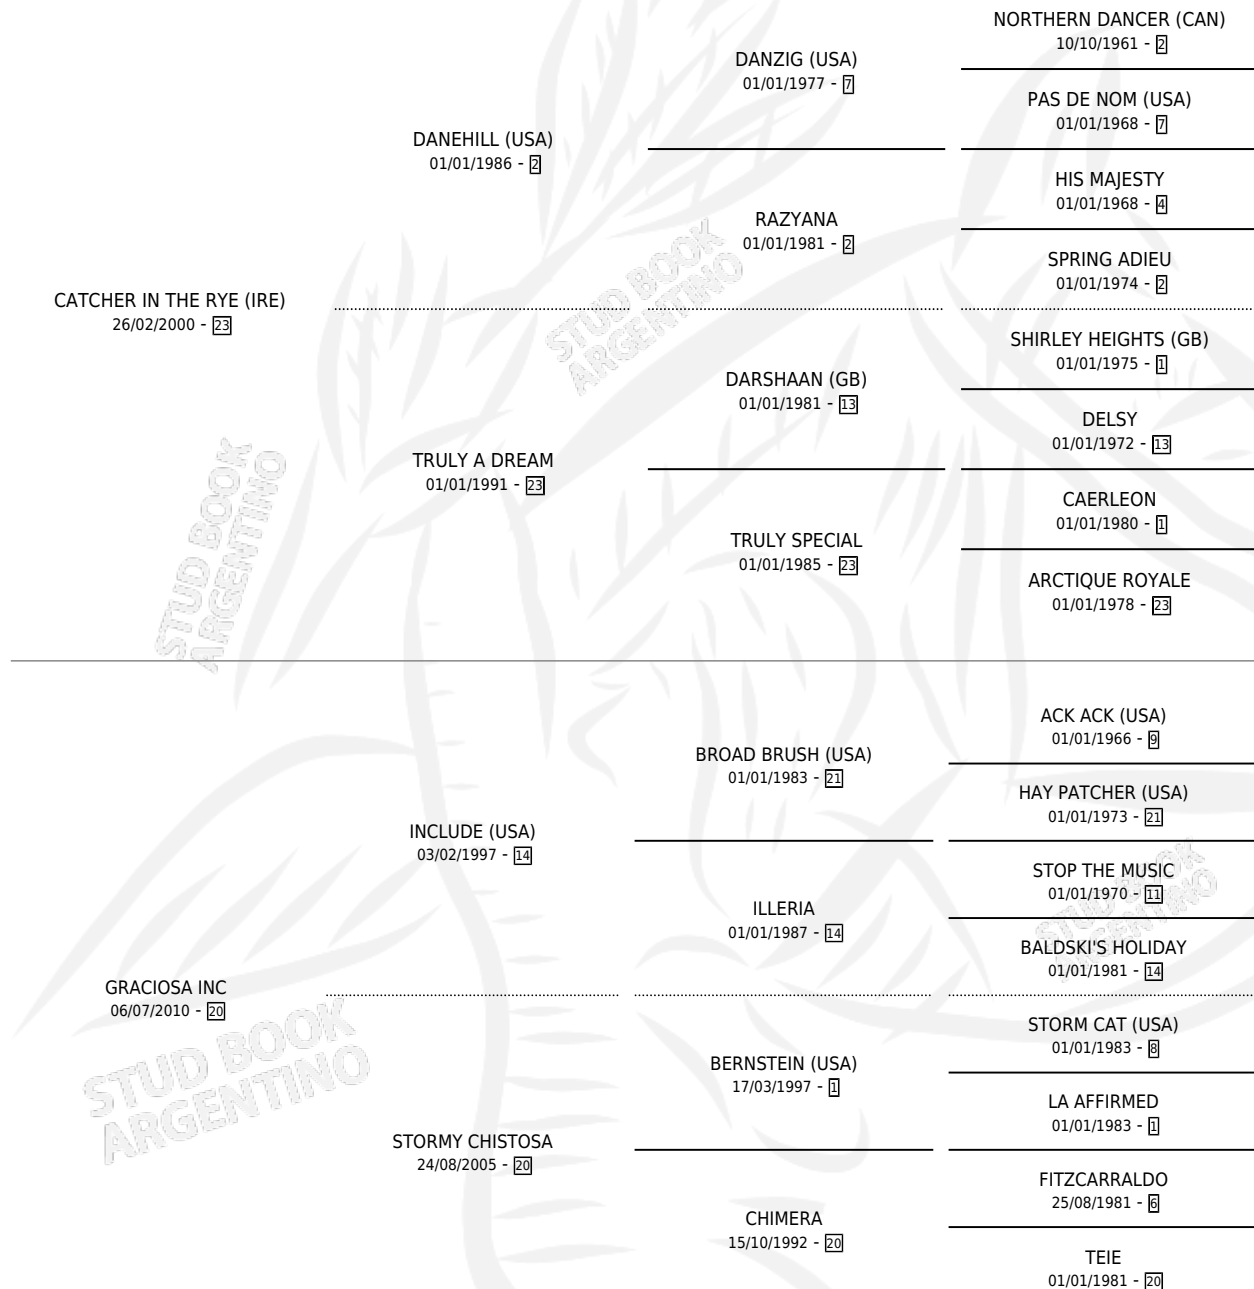 NORTHERN DANCER (CAN)
10/10/1961 - 2
DANZIG (USA)
01/01/1977 - 7
PAS DE NOM (USA)
01/01/1968 - 7
DANEHILL (USA)
01/01/1986 - 2
HIS MAJESTY
01/01/1968 - 4
RAZYANA
01/01/1981 - 2
SPRING ADIEU
01/01/1974 - 2
CATCHER IN THE RYE (IRE)
26/02/2000 - 23
SHIRLEY HEIGHTS (GB)
01/01/1975 - 1
DARSHAAN (GB)
01/01/1981 - 13
DELSY
01/01/1972 - 13
TRULY A DREAM
01/01/1991 - 23
CAERLEON
01/01/1980 - 1
TRULY SPECIAL
01/01/1985 - 23
ARCTIQUE ROYALE
01/01/1978 - 23
ACK ACK (USA)
01/01/1966 - 9
BROAD BRUSH (USA)
01/01/1983 - 21
HAY PATCHER (USA)
01/01/1973 - 21
INCLUDE (USA)
03/02/1997 - 14
STOP THE MUSIC
01/01/1970 - 11
ILLERIA
01/01/1987 - 14
BALDSKI'S HOLIDAY
01/01/1981 - 14
GRACIOSA INC
06/07/2010 - 20
STORM CAT (USA)
01/01/1983 - 8
BERNSTEIN (USA)
17/03/1997 - 1
LA AFFIRMED
01/01/1983 - 1
STORMY CHISTOSA
24/08/2005 - 20
FITZCARRALDO
25/08/1981 - 6
CHIMERA
15/10/1992 - 20
TEIE
01/01/1981 - 20
STUD BOOK
ARGENTINO
STUD BOOK
ARGENTINO
STUD BOOK
ARGENTINO
STUD BOOK
ARGENTINO